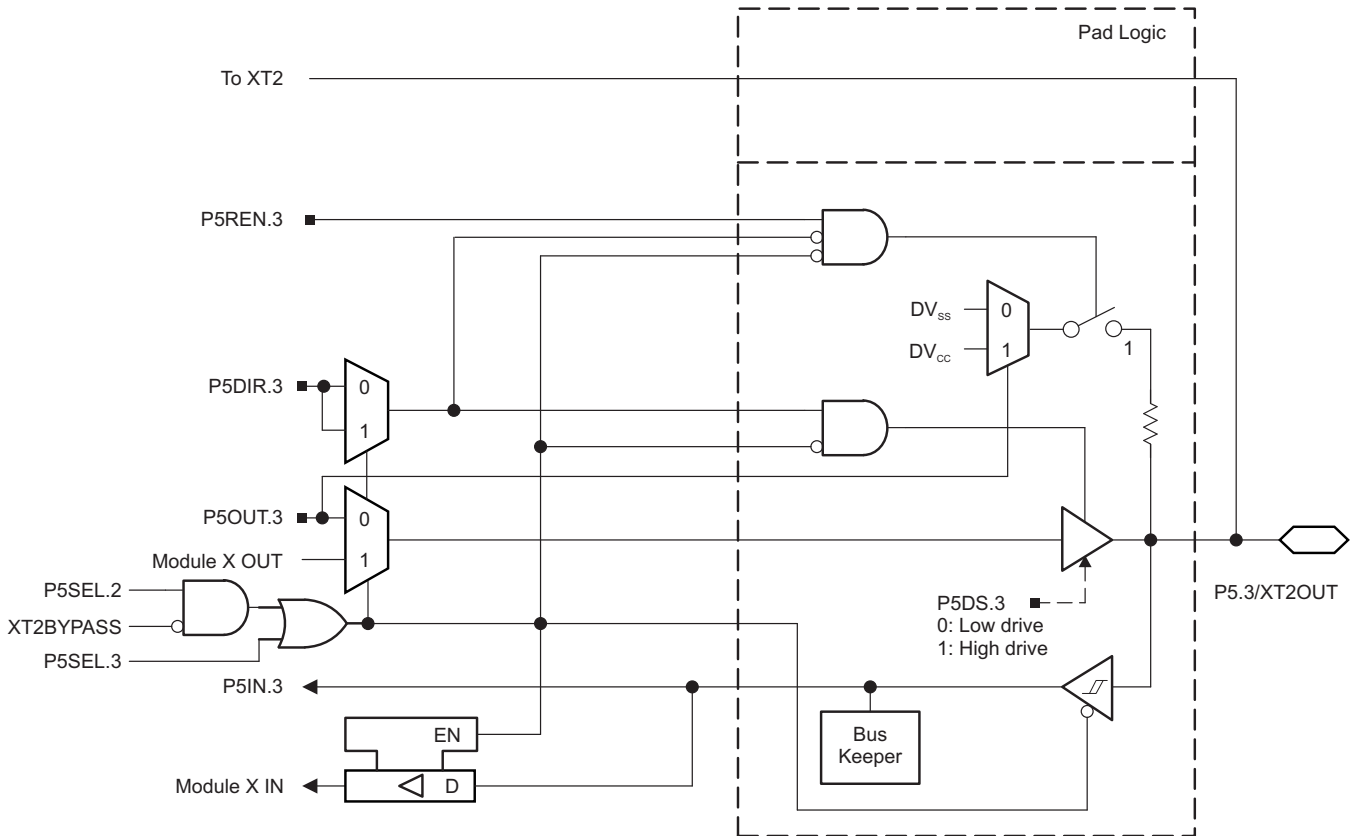 Pad Logic
To XT2
P5REN.3
DVSS
0
DVCC
1
1
P5DIR.3
0
1
P5OUT.3
0
Module X OUT
1
P5SEL.2
XT2BYPASS
P5SEL.3
P5DS.3
0: Low drive
1: High drive
P5.3/XT2OUT
P5IN.3
EN
Bus
Keeper
Module X IN
D